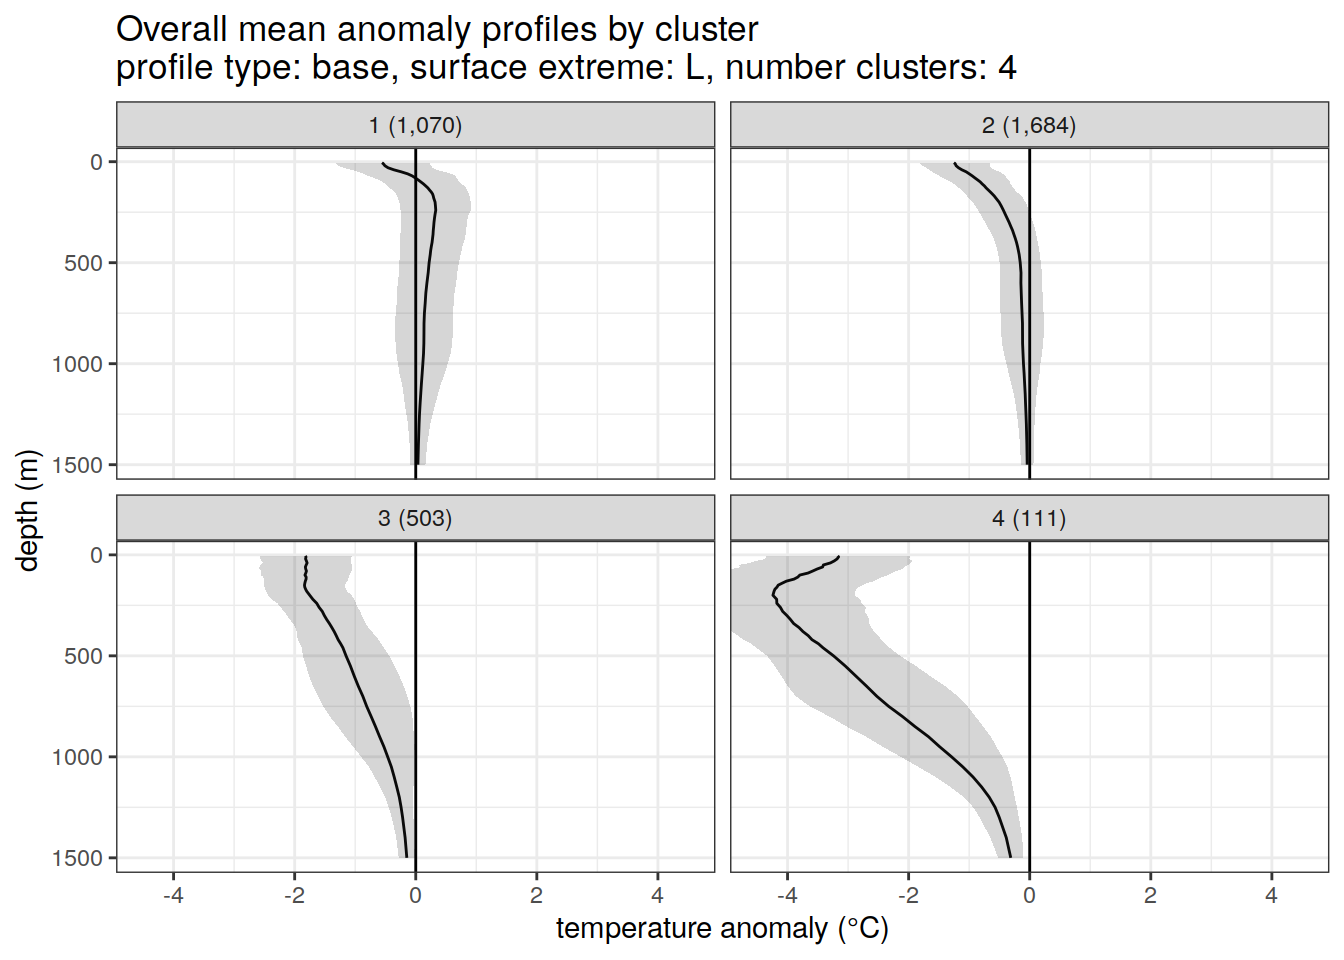 Overall mean anomaly profiles by cluster
profile type: base, surface extreme: L, number clusters: 4
1 (1,070)
2 (1,684)
0
500
1000
1500
3 (503)
4 (111)
0
500
1000
1500
-4 -2 0 2 4
-4 -2 0 2 4
depth (m)
temperature anomaly (°C)